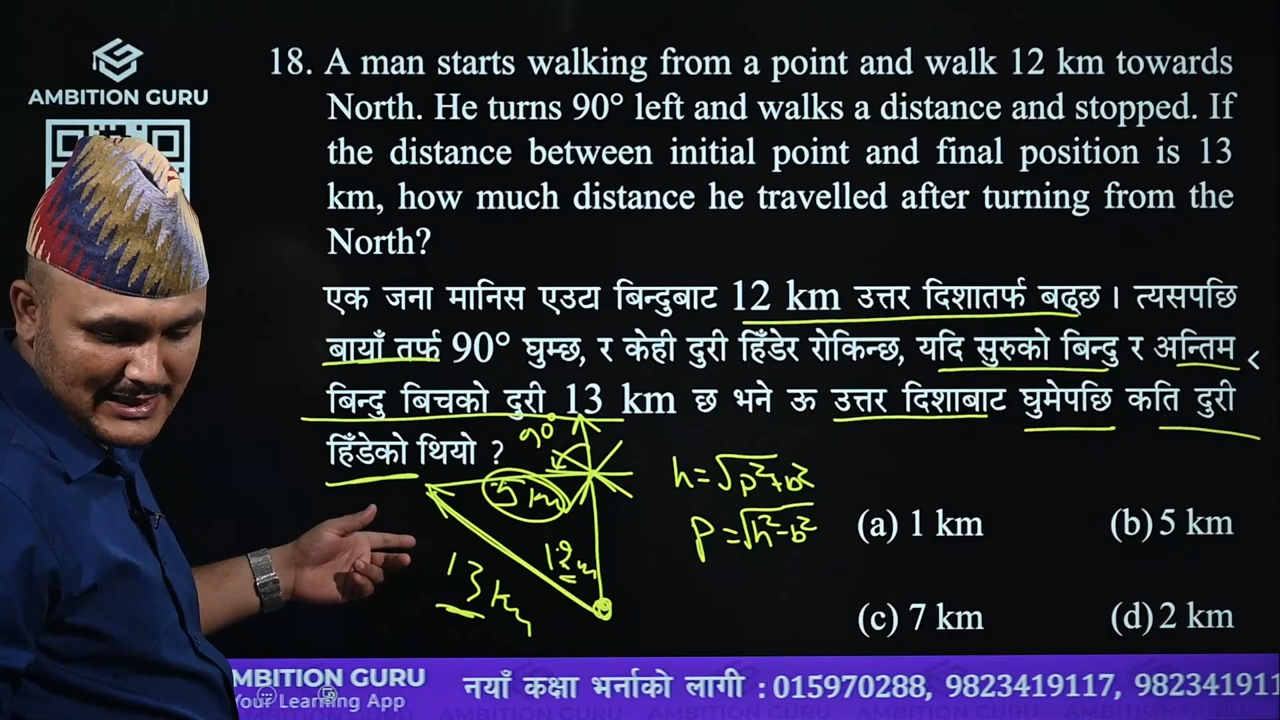 AMBITION GURU
18. A man starts walking from a point and walk 12 km towards
North. He turns 90° left and walks a distance and stopped. If
the distance between initial point and final position is 13
km, how much distance he travelled after turning from the
North?
एक जना मानिस एउटा बिन्दुबाट 12 km उत्तर दिशातर्फ बढ्छ । त्यसपछि
बायाँ तर्फ 90° घुम्छ, र केही दुरी हिँडेर रोकिन्छ, यदि सुरुको बिन्दु र अन्तिम
बिन्दु बिचको दुरी 13 km छ भने ऊ उत्तर दिशाबाट घुमेपछि कति दुरी
हिँडेको थियो ?
90°
5 km
12 m
13 km
h = √p²+b²
p = √h²-b²
(a) 1 km
(b) 5 km
(c) 7 km
(d) 2 km
MBITION GURU
Your Learning App
नयाँ कक्षा भर्नाको लागी : 015970288, 9823419117, 982341911